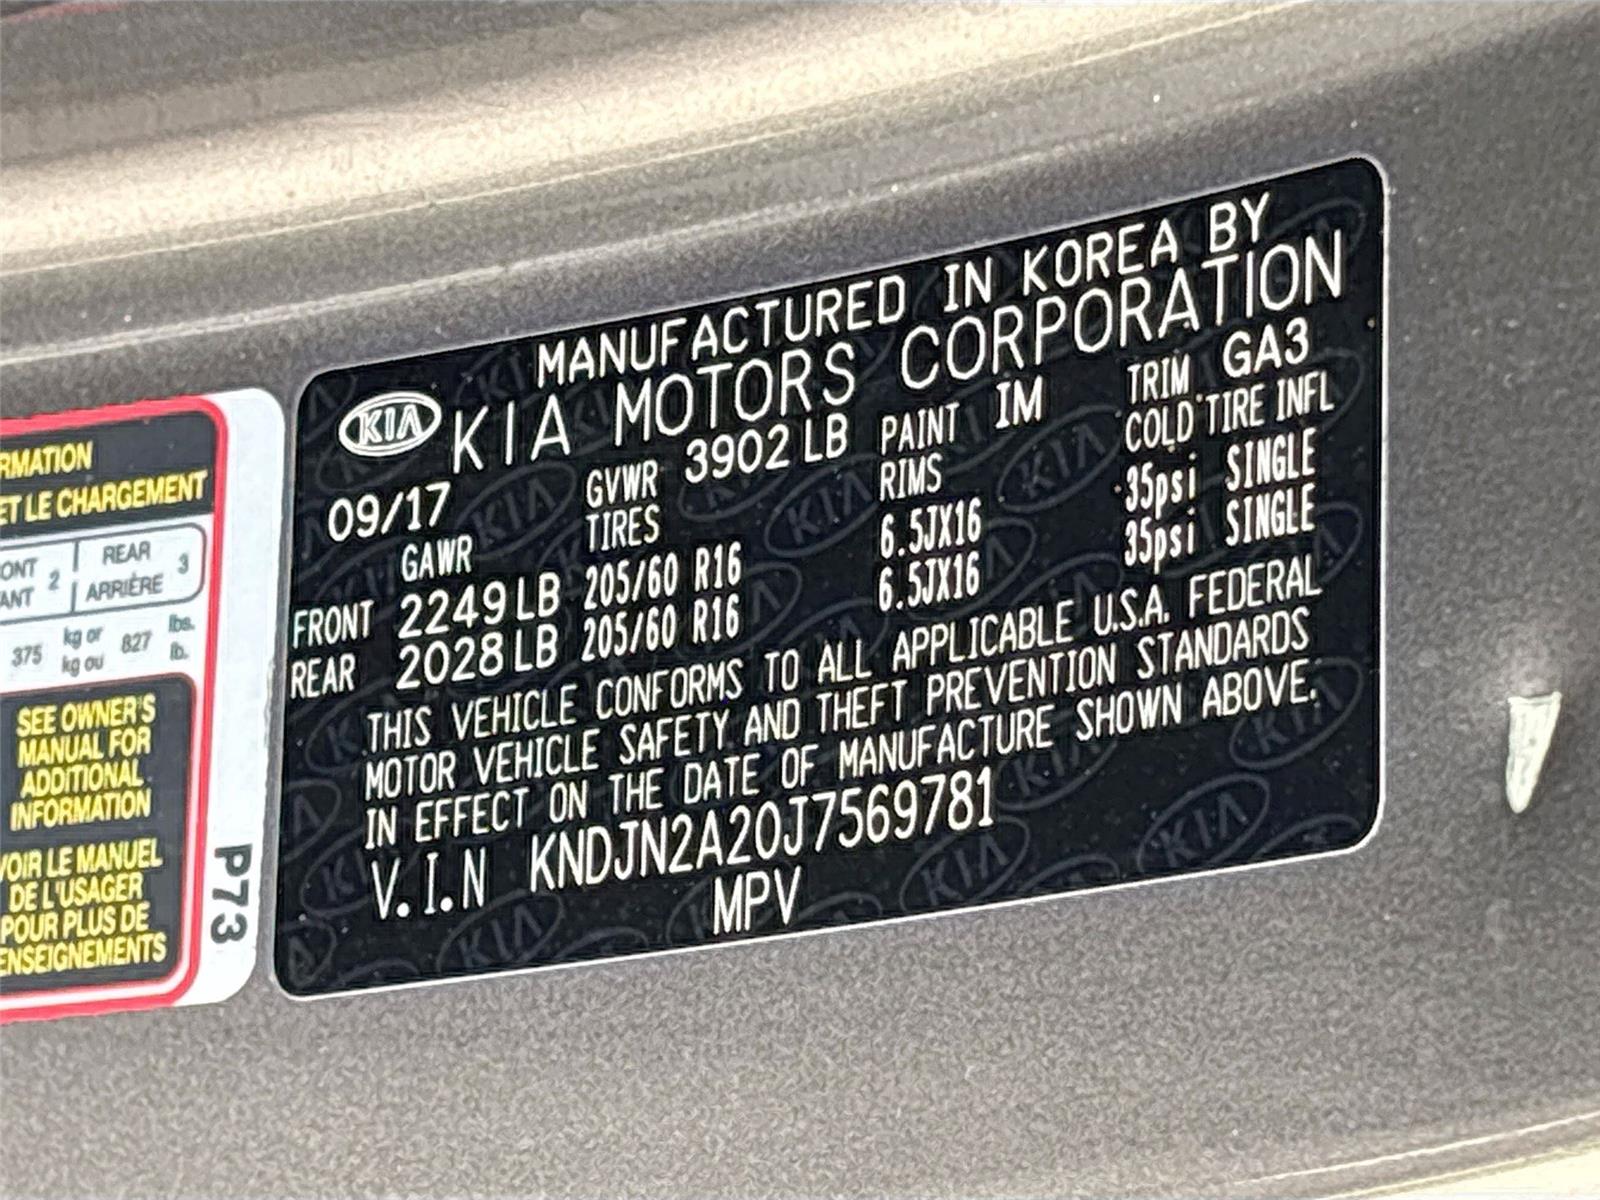 RMATION
ET LE CHARGEMENT
ONT 2 REAR 3
ANT ARRIÈRE
375 kg or 827 lbs.
kg ou lb.
SEE OWNER'S
MANUAL FOR
ADDITIONAL
INFORMATION
VOIR LE MANUEL
DE L'USAGER
POUR PLUS DE
ENSEIGNEMENTS
P73
MANUFACTURED IN KOREA BY
KIA KIA MOTORS CORPORATION
09/17 GVWR 3902 LB PAINT IM TRIM GA3
GAWR TIRES RIMS COLD TIRE INFL
FRONT 2249 LB 205/60 R16 6.5JX16 35psi SINGLE
REAR 2028 LB 205/60 R16 6.5JX16 35psi SINGLE
THIS VEHICLE CONFORMS TO ALL APPLICABLE U.S.A. FEDERAL
MOTOR VEHICLE SAFETY AND THEFT PREVENTION STANDARDS
IN EFFECT ON THE DATE OF MANUFACTURE SHOWN ABOVE.
V.I.N KNDJN2A20J7569781
MPV